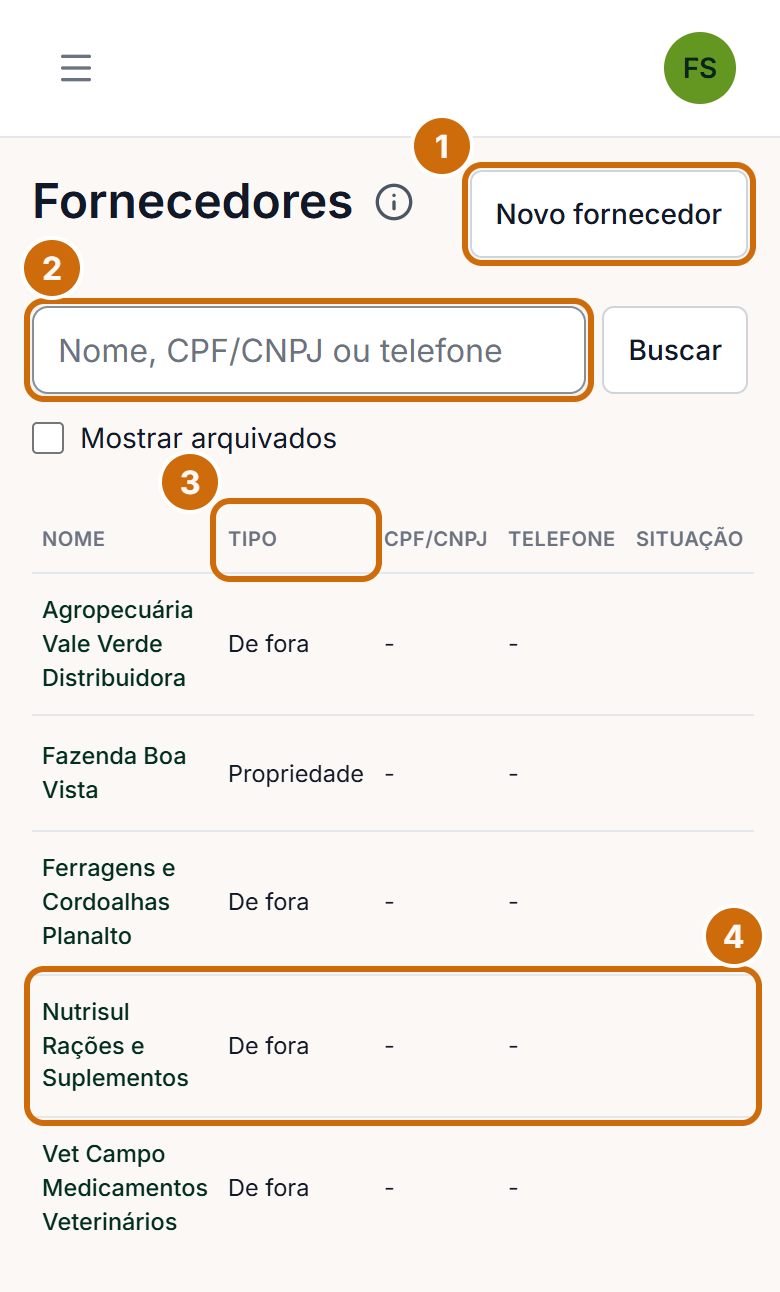 FS
1
Fornecedores
Novo fornecedor
2
Nome, CPF/CNPJ ou telefone
Buscar
Mostrar arquivados
3
NOME TIPO CPF/CNPJ TELEFONE SITUAÇÃO
Agropecuária
Vale Verde De fora - -
Distribuidora
Fazenda Boa
Propriedade - -
Vista
Ferragens e
Cordoalhas De fora - -
Planalto
4
Nutrisul
Rações e De fora - -
Suplementos
Vet Campo
Medicamentos De fora - -
Veterinários